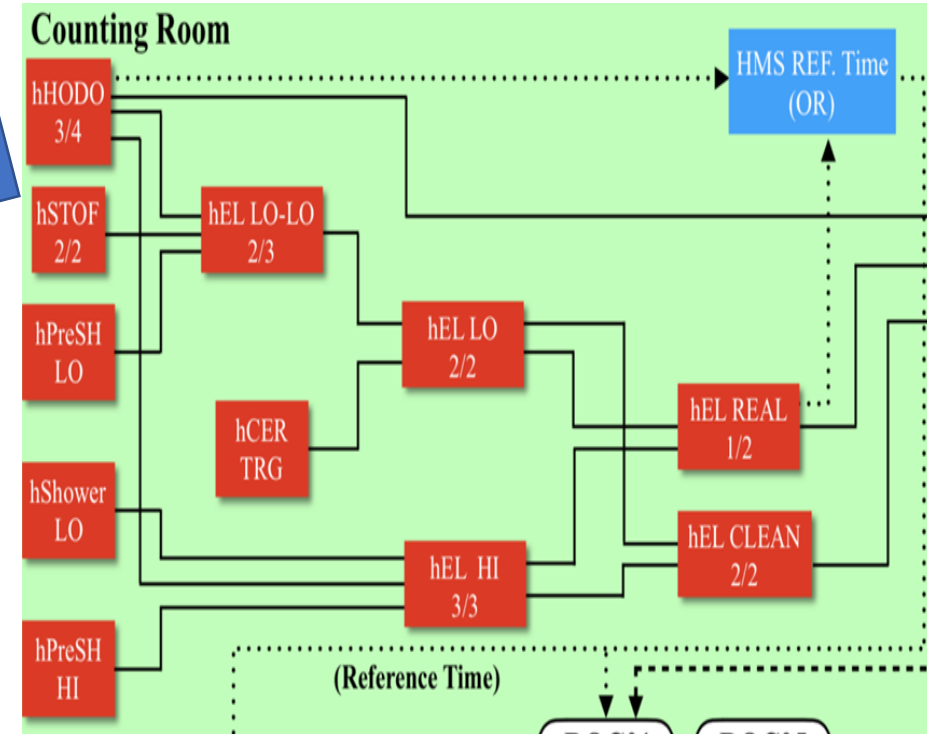 Counting Room
hHODO
3/4
HMS REF. Time
(OR)
hSTOF
2/2
hEL LO-LO
2/3
hPreSH
LO
hEL LO
2/2
hCER
TRG
hEL REAL
1/2
hShower
LO
hEL CLEAN
2/2
hEL HI
3/3
hPreSH
HI
(Reference Time)